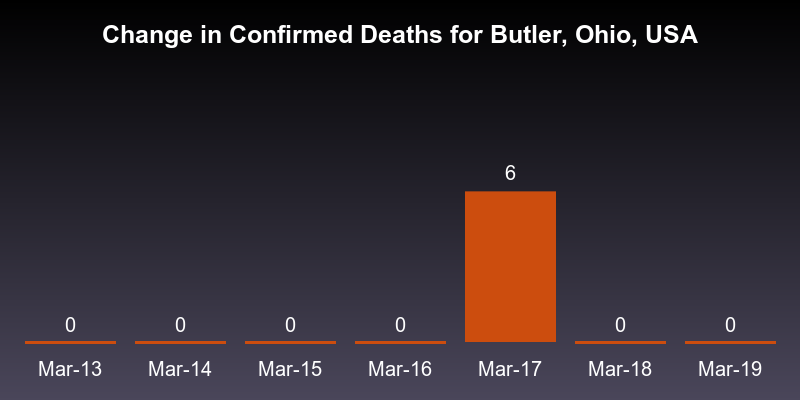 Change in Confirmed Deaths for Butler, Ohio, USA
6
0 0 0 0 0 0
Mar-13 Mar-14 Mar-15 Mar-16 Mar-17 Mar-18 Mar-19